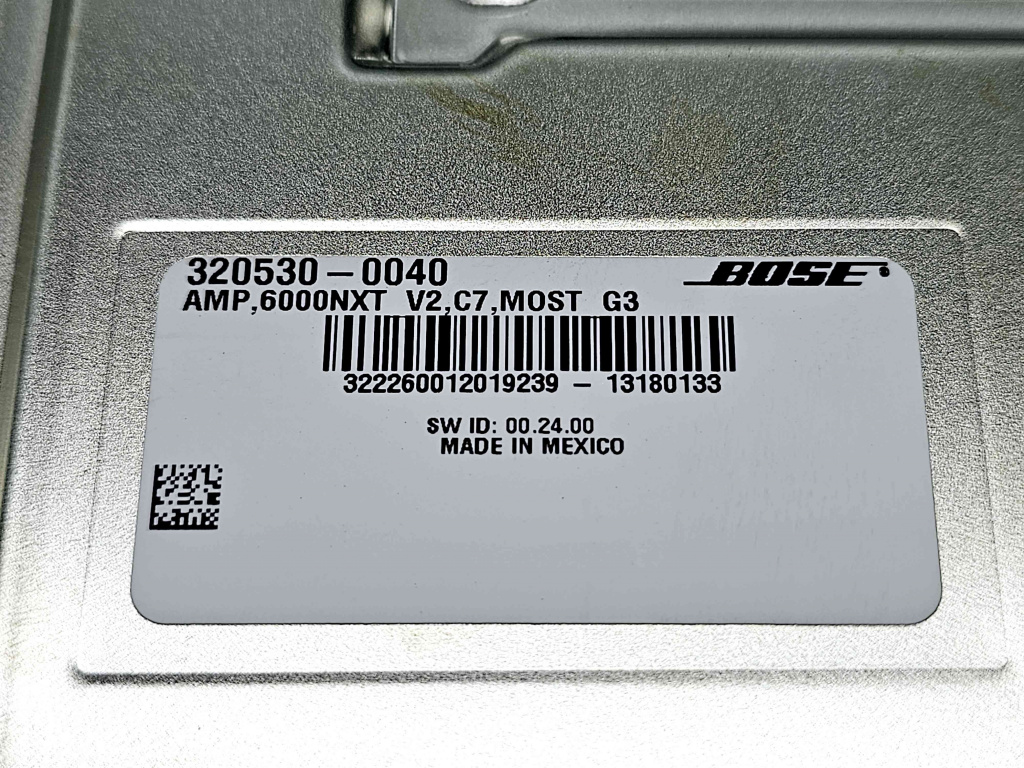 320530-0040
BOSE®
AMP,6000NXT V2,C7,MOST G3
322260012019239 - 13180133
SW ID: 00.24.00
MADE IN MEXICO